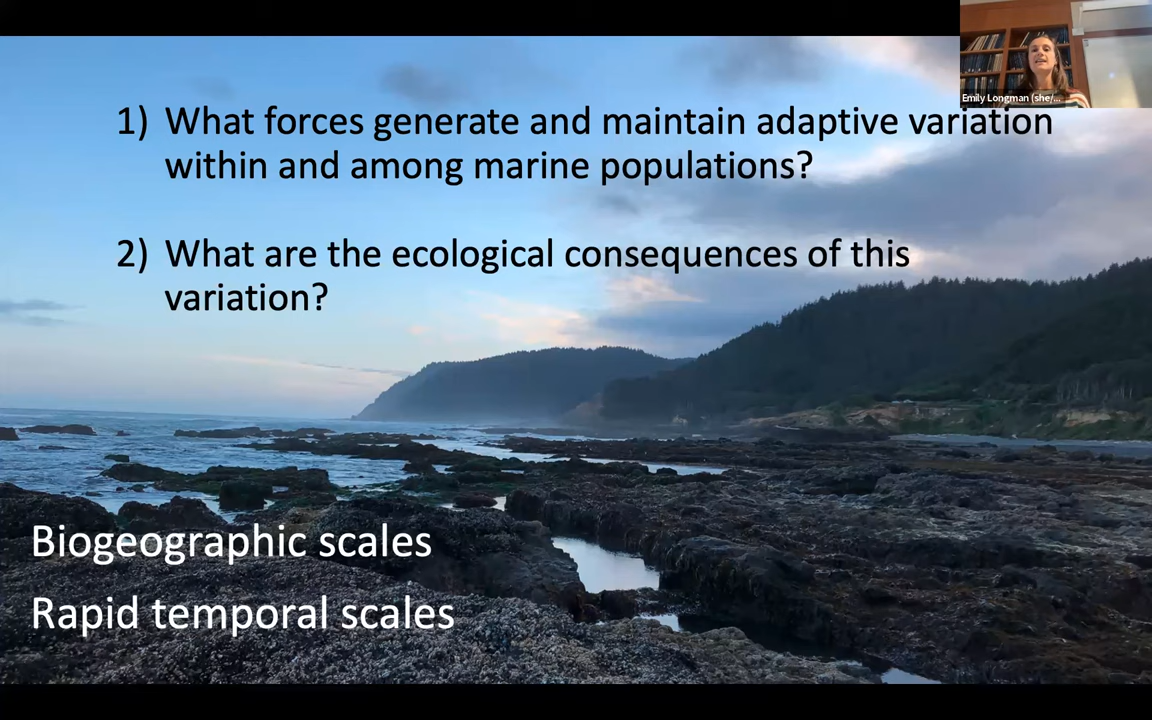 Emily Longman (she/...
1) What forces generate and maintain adaptive variation
within and among marine populations?
2) What are the ecological consequences of this
variation?
Biogeographic scales
Rapid temporal scales